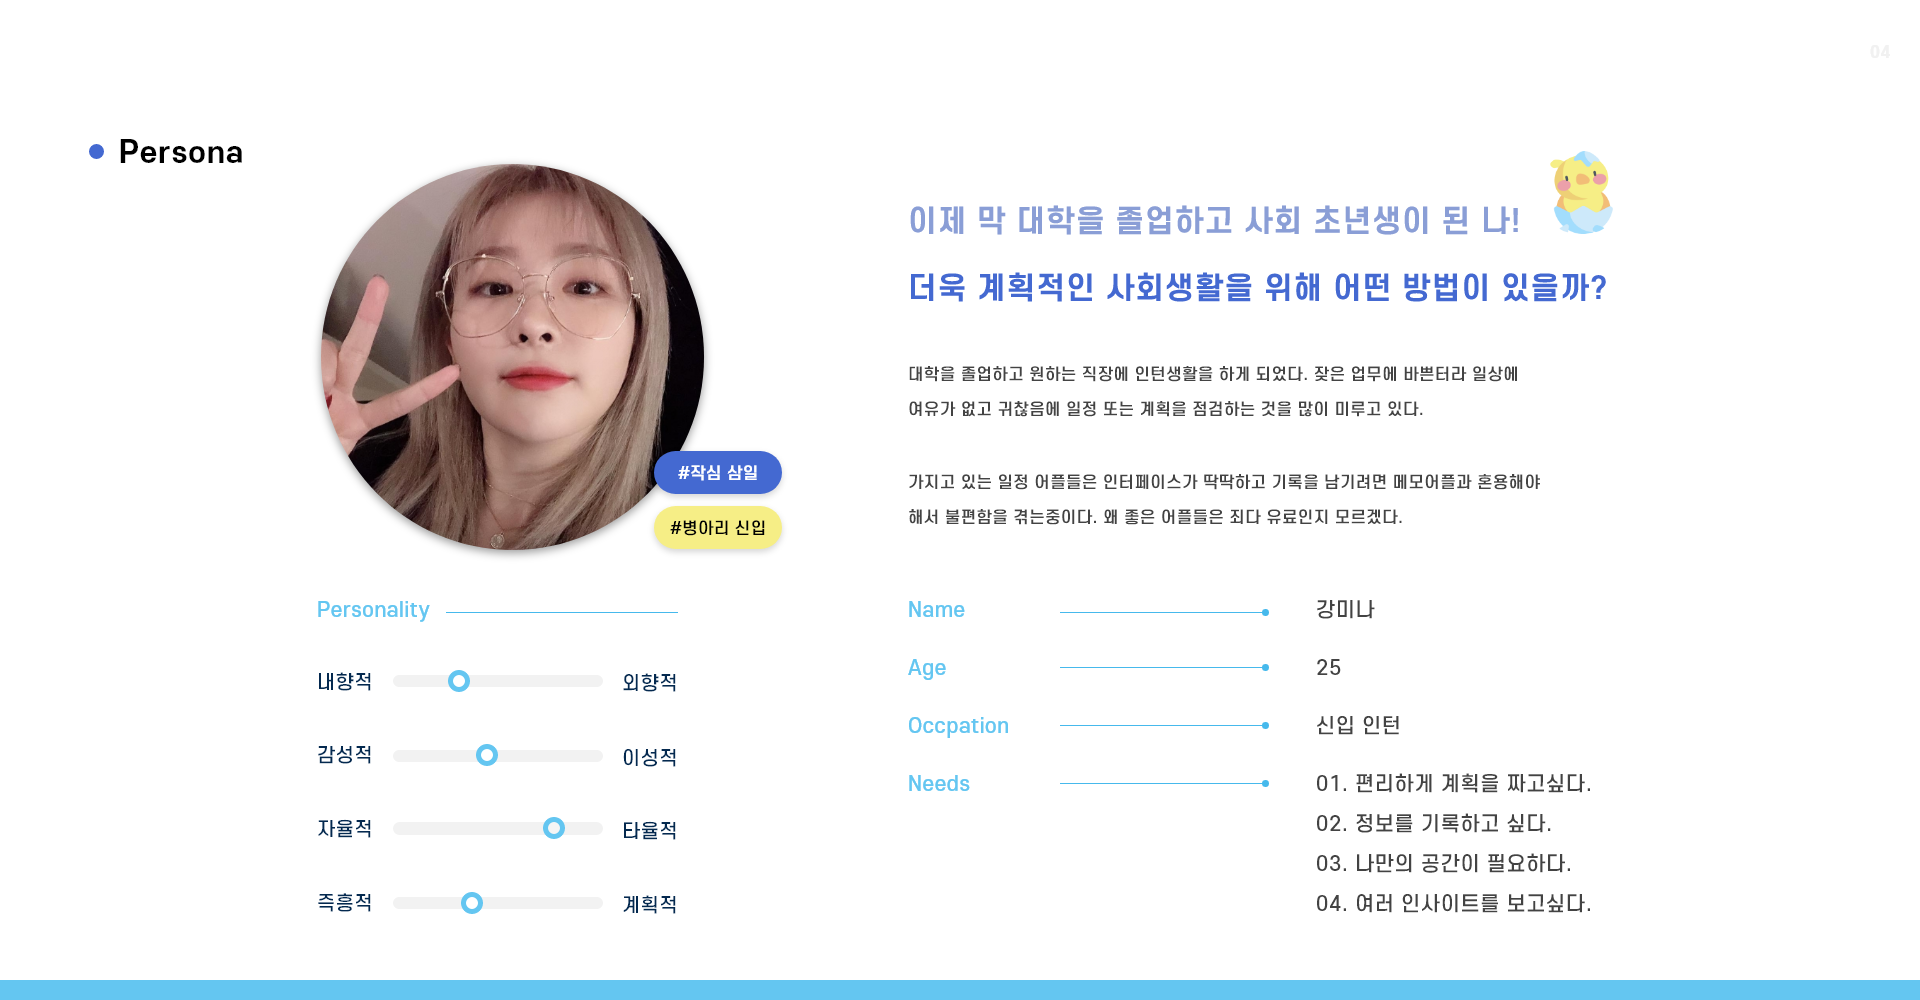 04
Persona
이제 막 대학을 졸업하고 사회 초년생이 된 나!
더욱 계획적인 사회생활을 위해 어떤 방법이 있을까?
대학을 졸업하고 원하는 직장에 인턴생활을 하게 되었다. 잦은 업무에 바쁜터라 일상에
여유가 없고 귀찮음에 일정 또는 계획을 점검하는 것을 많이 미루고 있다.
가지고 있는 일정 어플들은 인터페이스가 딱딱하고 기록을 남기려면 메모어플과 혼용해야
해서 불편함을 겪는중이다. 왜 좋은 어플들은 죄다 유료인지 모르겠다.
#작심 삼일
#병아리 신입
Personality
내향적 외향적
감성적 이성적
자율적 타율적
즉흥적 계획적
Name 강미나
Age 25
Occpation 신입 인턴
Needs 01. 편리하게 계획을 짜고싶다.
02. 정보를 기록하고 싶다.
03. 나만의 공간이 필요하다.
04. 여러 인사이트를 보고싶다.